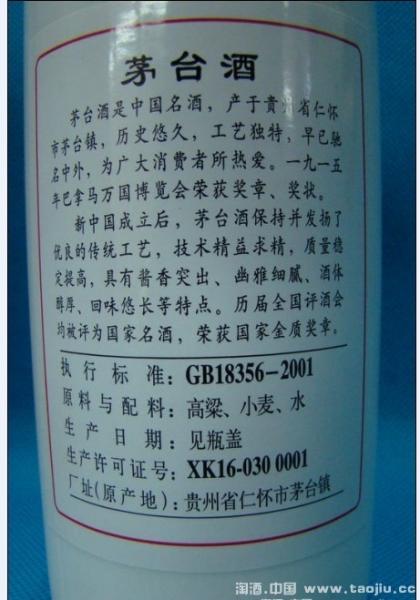 茅台酒
茅台酒是中国名酒，产于贵州省仁怀
市茅台镇，历史悠久，工艺独特，早已驰
名中外，为广大消费者所热爱。一九一五
年巴拿马万国博览会荣获奖章、奖状。
新中国成立后，茅台酒保持并发扬了
优良的传统工艺，技术精益求精，质量稳
定提高，具有酱香突出、幽雅细腻、酒体
醇厚、回味悠长等特点。历届全国评酒会
均被评为国家名酒，荣获国家金质奖章。
执行标准：GB18356-2001
原料与配料：高粱、小麦、水
生产日期：见瓶盖
生产许可证号：XK16-030 0001
厂址(原产地)：贵州省仁怀市茅台镇
淘酒.中国 www.taojiu.cc